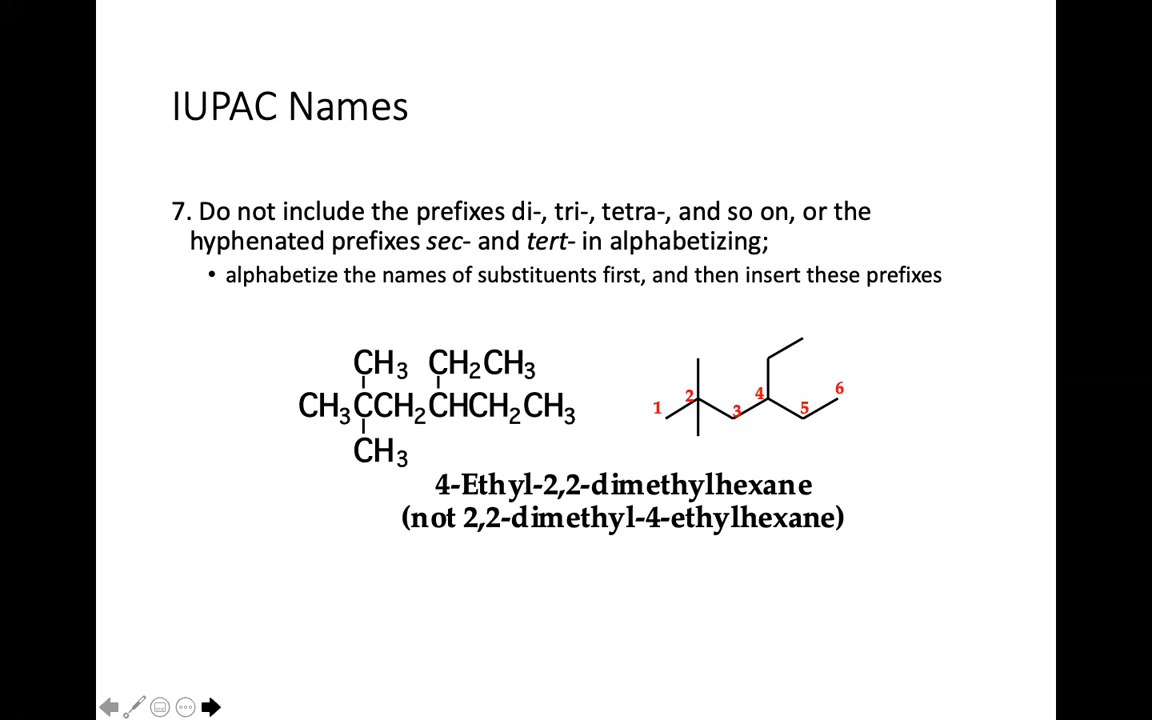 IUPAC Names
7. Do not include the prefixes di-, tri-, tetra-, and so on, or the
hyphenated prefixes sec- and tert- in alphabetizing;
• alphabetize the names of substituents first, and then insert these prefixes
CH3 CH2CH3
CH3CCH2CHCH2CH3
CH3
1 2 3 4 5 6
4-Ethyl-2,2-dimethylhexane
(not 2,2-dimethyl-4-ethylhexane)